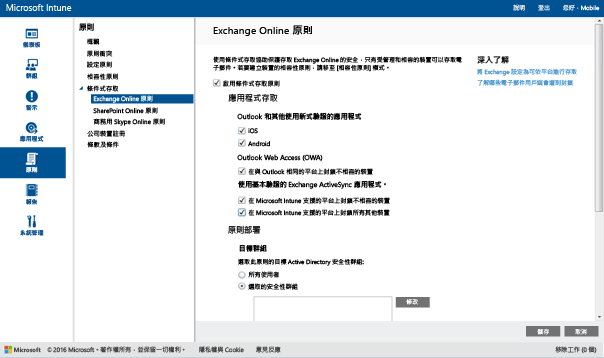 Microsoft Intune
說明
登出
您好，Mobile
儀表板
群組
警示
應用程式
原則
報告
系統管理
原則
概觀
原則衝突
設定原則
相容性原則
條件式存取
Exchange Online 原則
SharePoint Online 原則
商務用 Skype Online 原則
公司裝置註冊
條款及條件
Exchange Online 原則
使用條件式存取原則協助保護存取 Exchange Online 的安全，只有受管理和相容的裝置可以存取電
子郵件。若要建立裝置的相容性原則，請移至 [相容性原則] 模式。
啟用條件式存取原則
應用程式存取
Outlook 和其他使用新式驗證的應用程式
iOS
Android
Outlook Web Access (OWA)
在與 Outlook 相同的平台上封鎖不相容的裝置
使用基本驗證的 Exchange ActiveSync 應用程式。
在 Microsoft Intune 支援的平台上封鎖不相容的裝置
在 Microsoft Intune 支援的平台上封鎖所有其他裝置
原則部署
目標群組
選取此原則的目標 Active Directory 安全性群組:
所有使用者
選取的安全性群組
修改
深入了解
將 Exchange 設定為可依平台進行存取
了解哪些電子郵件用戶端會遭到封鎖
儲存
取消
Microsoft
© 2016 Microsoft。著作權所有，並保留一切權利。
隱私權與 Cookie
意見反應
移除工作 (0 個)